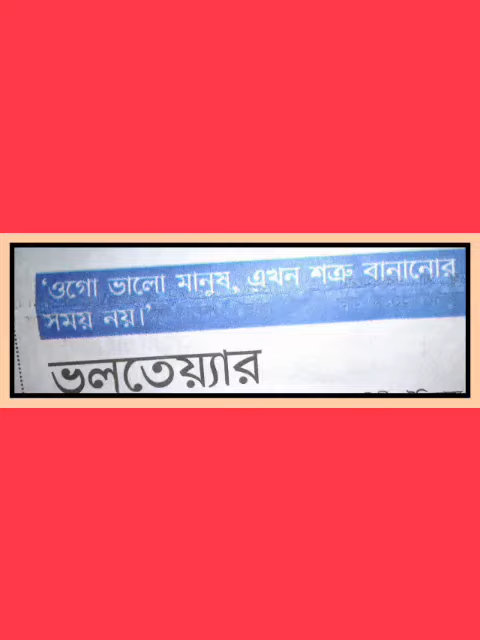 ‘ওগো ভালো মানুষ, এখন শত্রু বানানোর
সময় নয়।’
ভলতেয়্যার